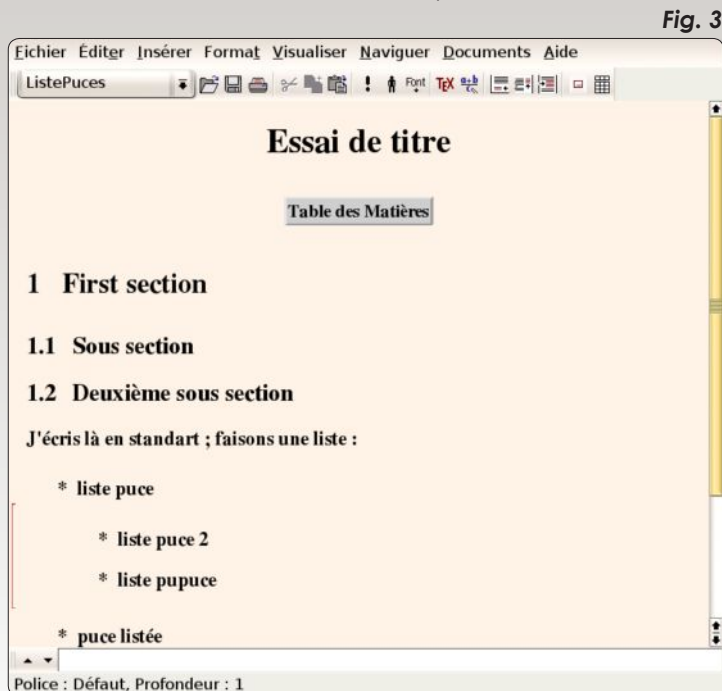 Fig. 3
Fichier Éditer Insérer Format Visualiser Naviguer Documents Aide
ListePuces ! Font TEX
Essai de titre
Table des Matières
1 First section
1.1 Sous section
1.2 Deuxième sous section
J'écris là en standart ; faisons une liste :
* liste puce
* liste puce 2
* liste pupuce
* puce listée
Police : Défaut, Profondeur : 1